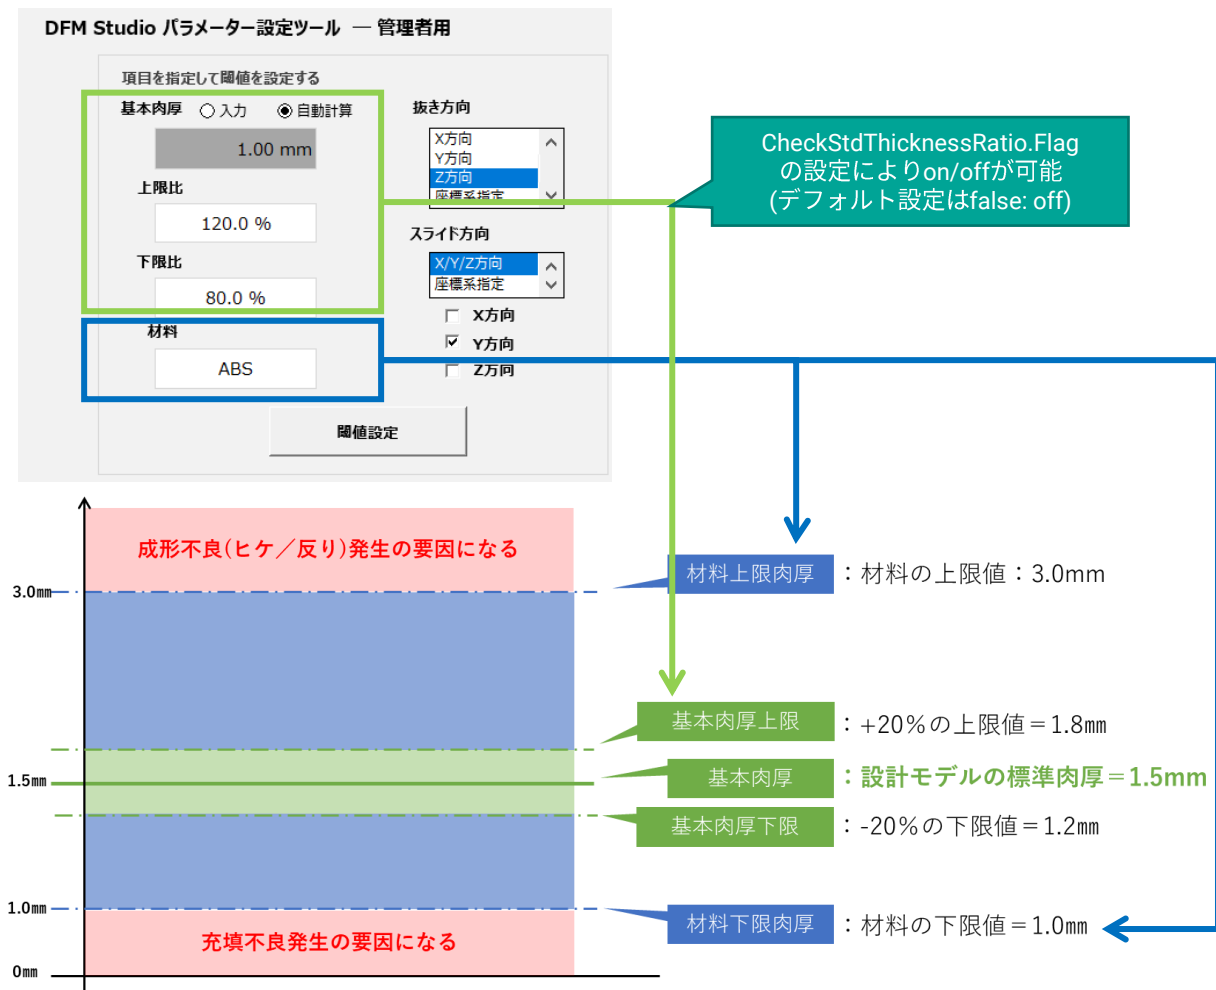 DFM Studio パラメーター設定ツール ― 管理者用
項目を指定して閾値を設定する
基本肉厚 入力 自動計算
1.00 mm
上限比
120.0 %
下限比
80.0 %
材料
ABS
抜き方向
X方向
Y方向
Z方向
座標系指定
スライド方向
X/Y/Z方向
座標系指定
X方向
Y方向
Z方向
閾値設定
CheckStdThicknessRatio.Flag
の設定によりon/offが可能
(デフォルト設定はfalse: off)
成形不良(ヒケ／反り)発生の要因になる
3.0㎜
材料上限肉厚 ：材料の上限値：3.0mm
基本肉厚上限 ：+20％の上限値＝1.8㎜
1.5㎜
基本肉厚 ：設計モデルの標準肉厚＝1.5mm
基本肉厚下限 ：-20％の下限値＝1.2㎜
1.0㎜
材料下限肉厚 ：材料の下限値＝1.0㎜
充填不良発生の要因になる
0㎜